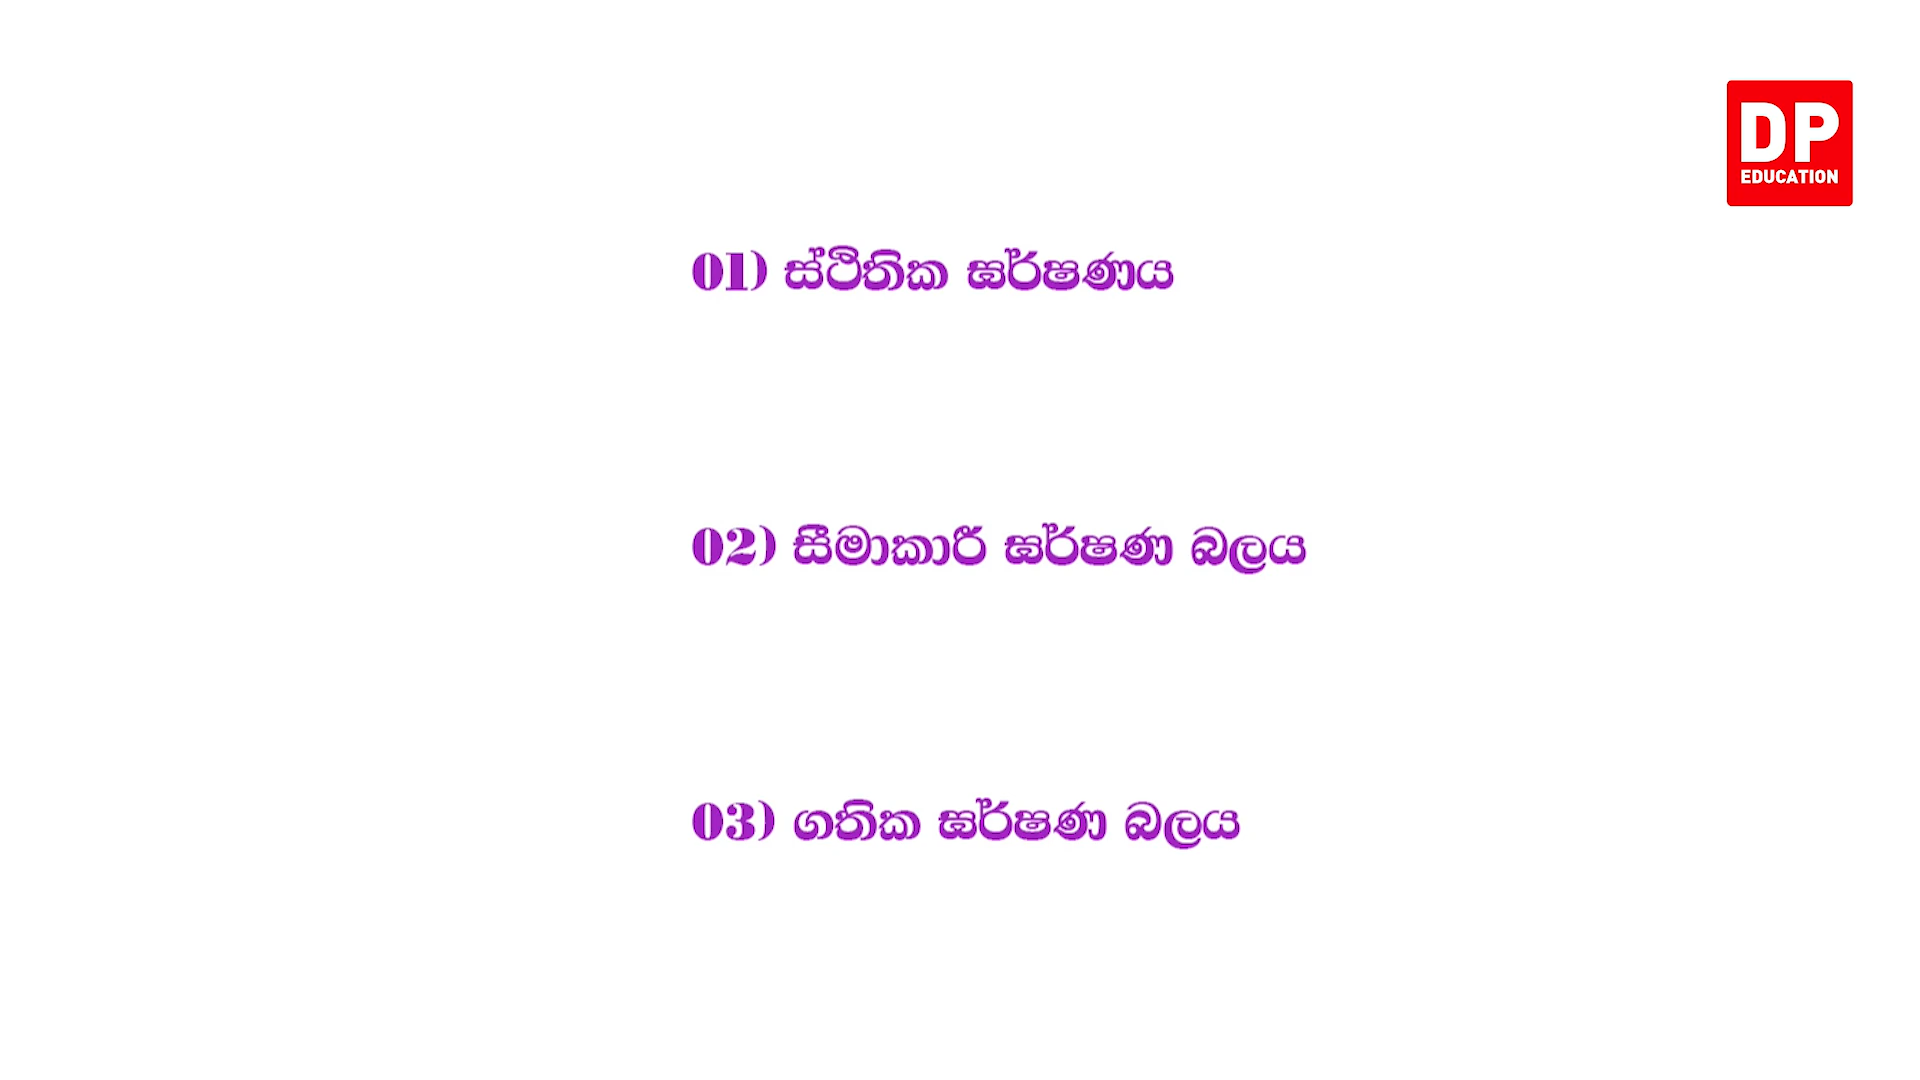 DP
EDUCATION
01) ස්ථිතික ඝර්ෂණය
02) සීමාකාරී ඝර්ෂණ බලය
03) ගතික ඝර්ෂණ බලය